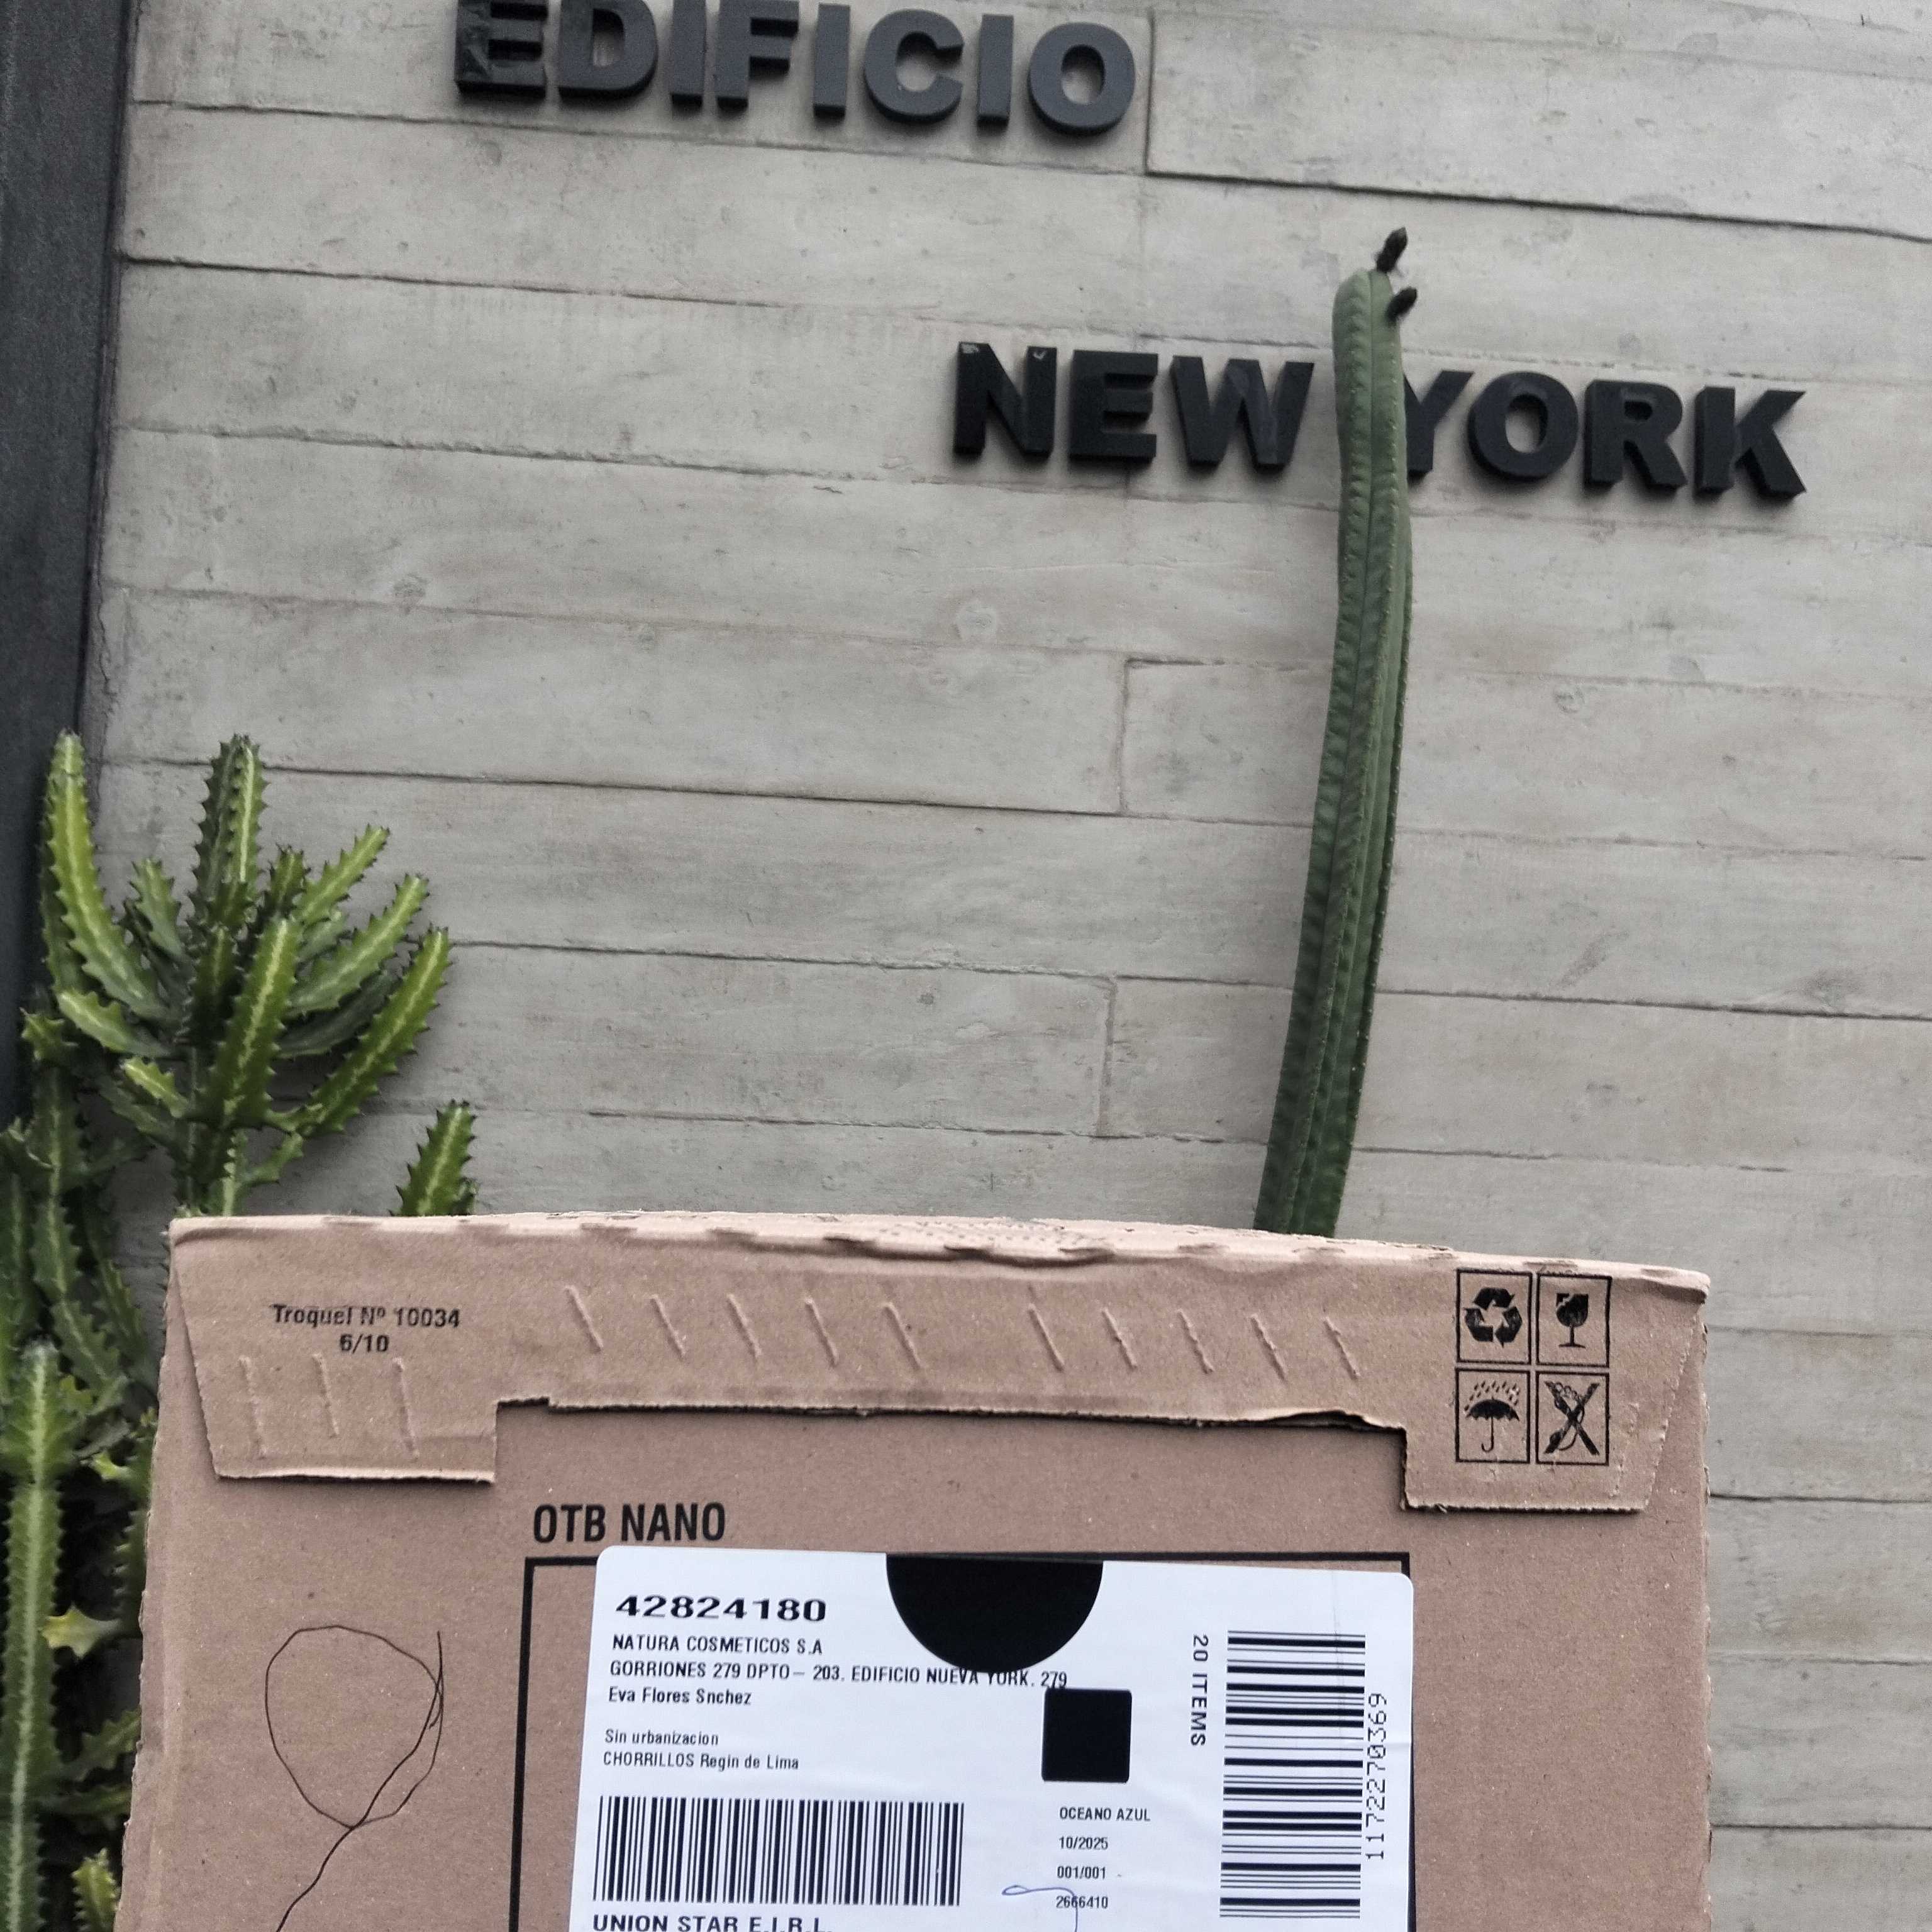 EDIFICIO
NEW YORK
Troquel Nº 10034
6/10
OTB NANO
42824180
NATURA COSMETICOS S.A
GORRIONES 279 DPTO- 203. EDIFICIO NUEVA YORK. 279
Eva Flores Snchez
Sin urbanizacion
CHORRILLOS Regin de Lima
20 ITEMS
1172227270369
OCEANO AZUL
10/2025
001/001
2666410
UNION STAR E.I.R.L.